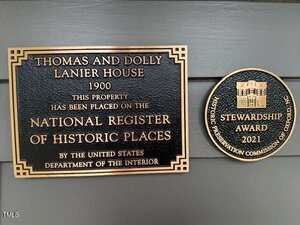 THOMAS AND DOLLY
LANIER HOUSE
1900
THIS PROPERTY
HAS BEEN PLACED ON THE
NATIONAL REGISTER
OF HISTORIC PLACES
BY THE UNITED STATES
DEPARTMENT OF THE INTERIOR
STEWARDSHIP
AWARD
2021
HISTORIC PRESERVATION COMMISSION OF OXFORD, NC
TMLS